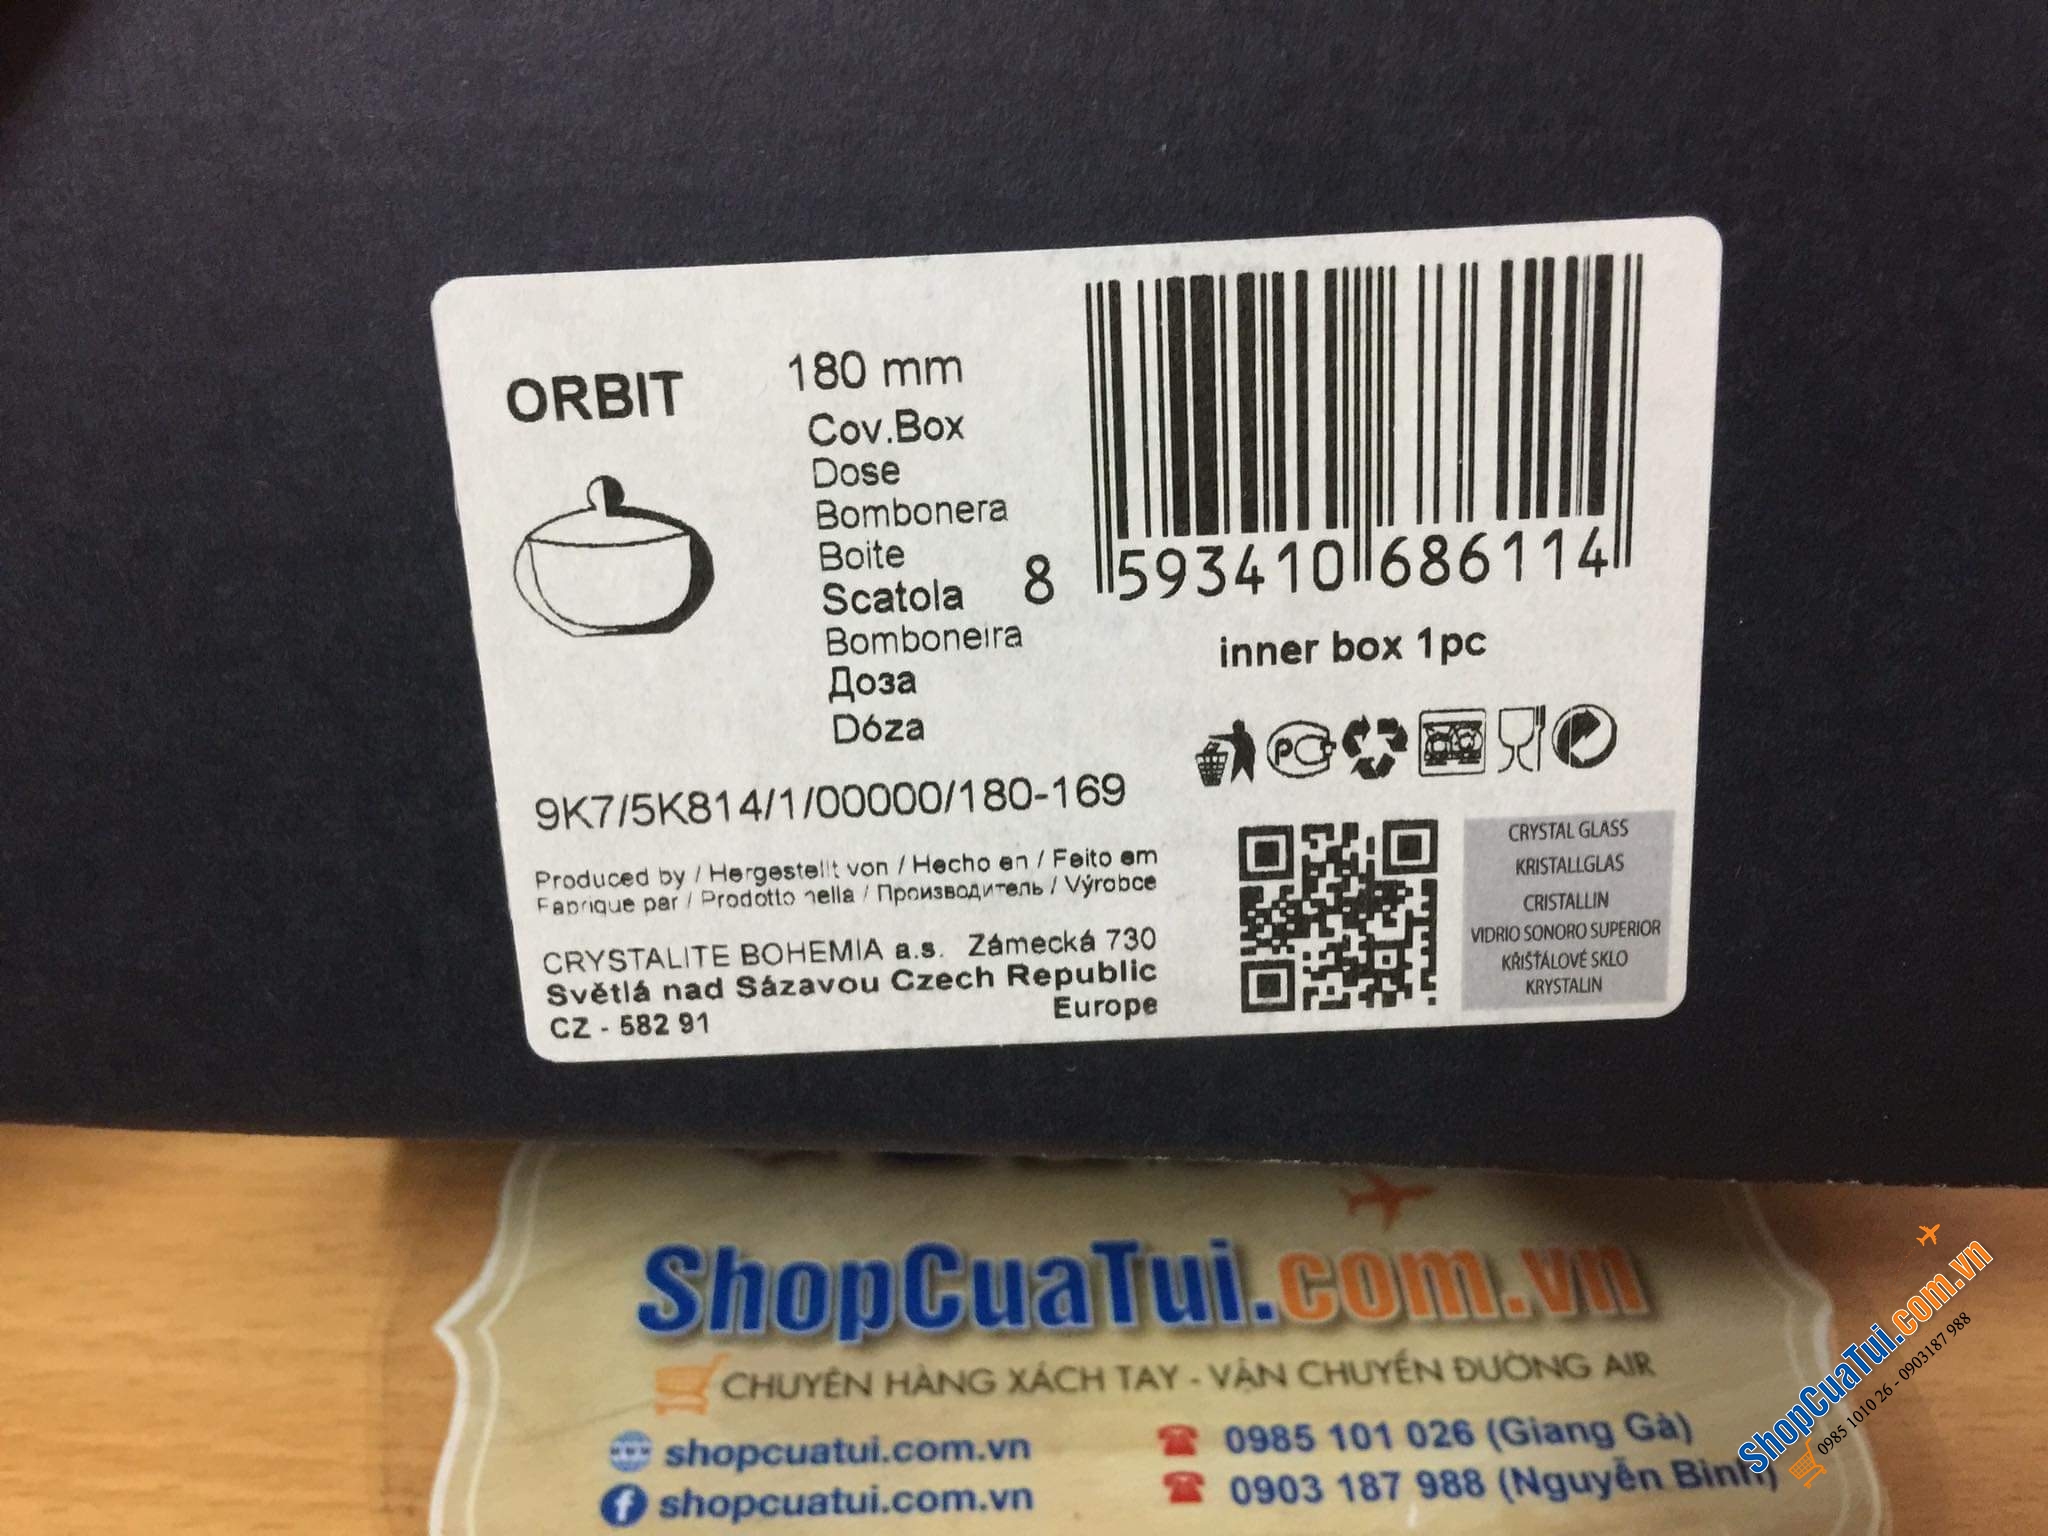 ORBIT
180 mm
Cov.Box
Dose
Bombonera
Boite
Scatola
Bomboneira
Доза
Dóza
8 593410 686114
inner box 1pc
PC
9K7/5K814/1/00000/180-169
Produced by / Hergestellt von / Hecho en / Feito em
Fabrique par / Prodotto nella / Производитель / Výrobce
CRYSTALITE BOHEMIA a.s. Zámecká 730
Světlá nad Sázavou Czech Republic
CZ - 582 91 Europe
CRYSTAL GLASS
KRISTALLGLAS
CRISTALLIN
VIDRIO SONORO SUPERIOR
KŘIŠŤÁLOVÉ SKLO
KRYSTALIN
ShopCuaTui.com.vn
CHUYÊN HÀNG XÁCH TAY - VẬN CHUYỂN ĐƯỜNG AIR
shopcuatui.com.vn
0985 101 026 (Giang Gà)
shopcuatui.com.vn
0903 187 988 (Nguyễn Binh)
ShopCuaTui.com.vn
0985 1010 26 - 0903187 988